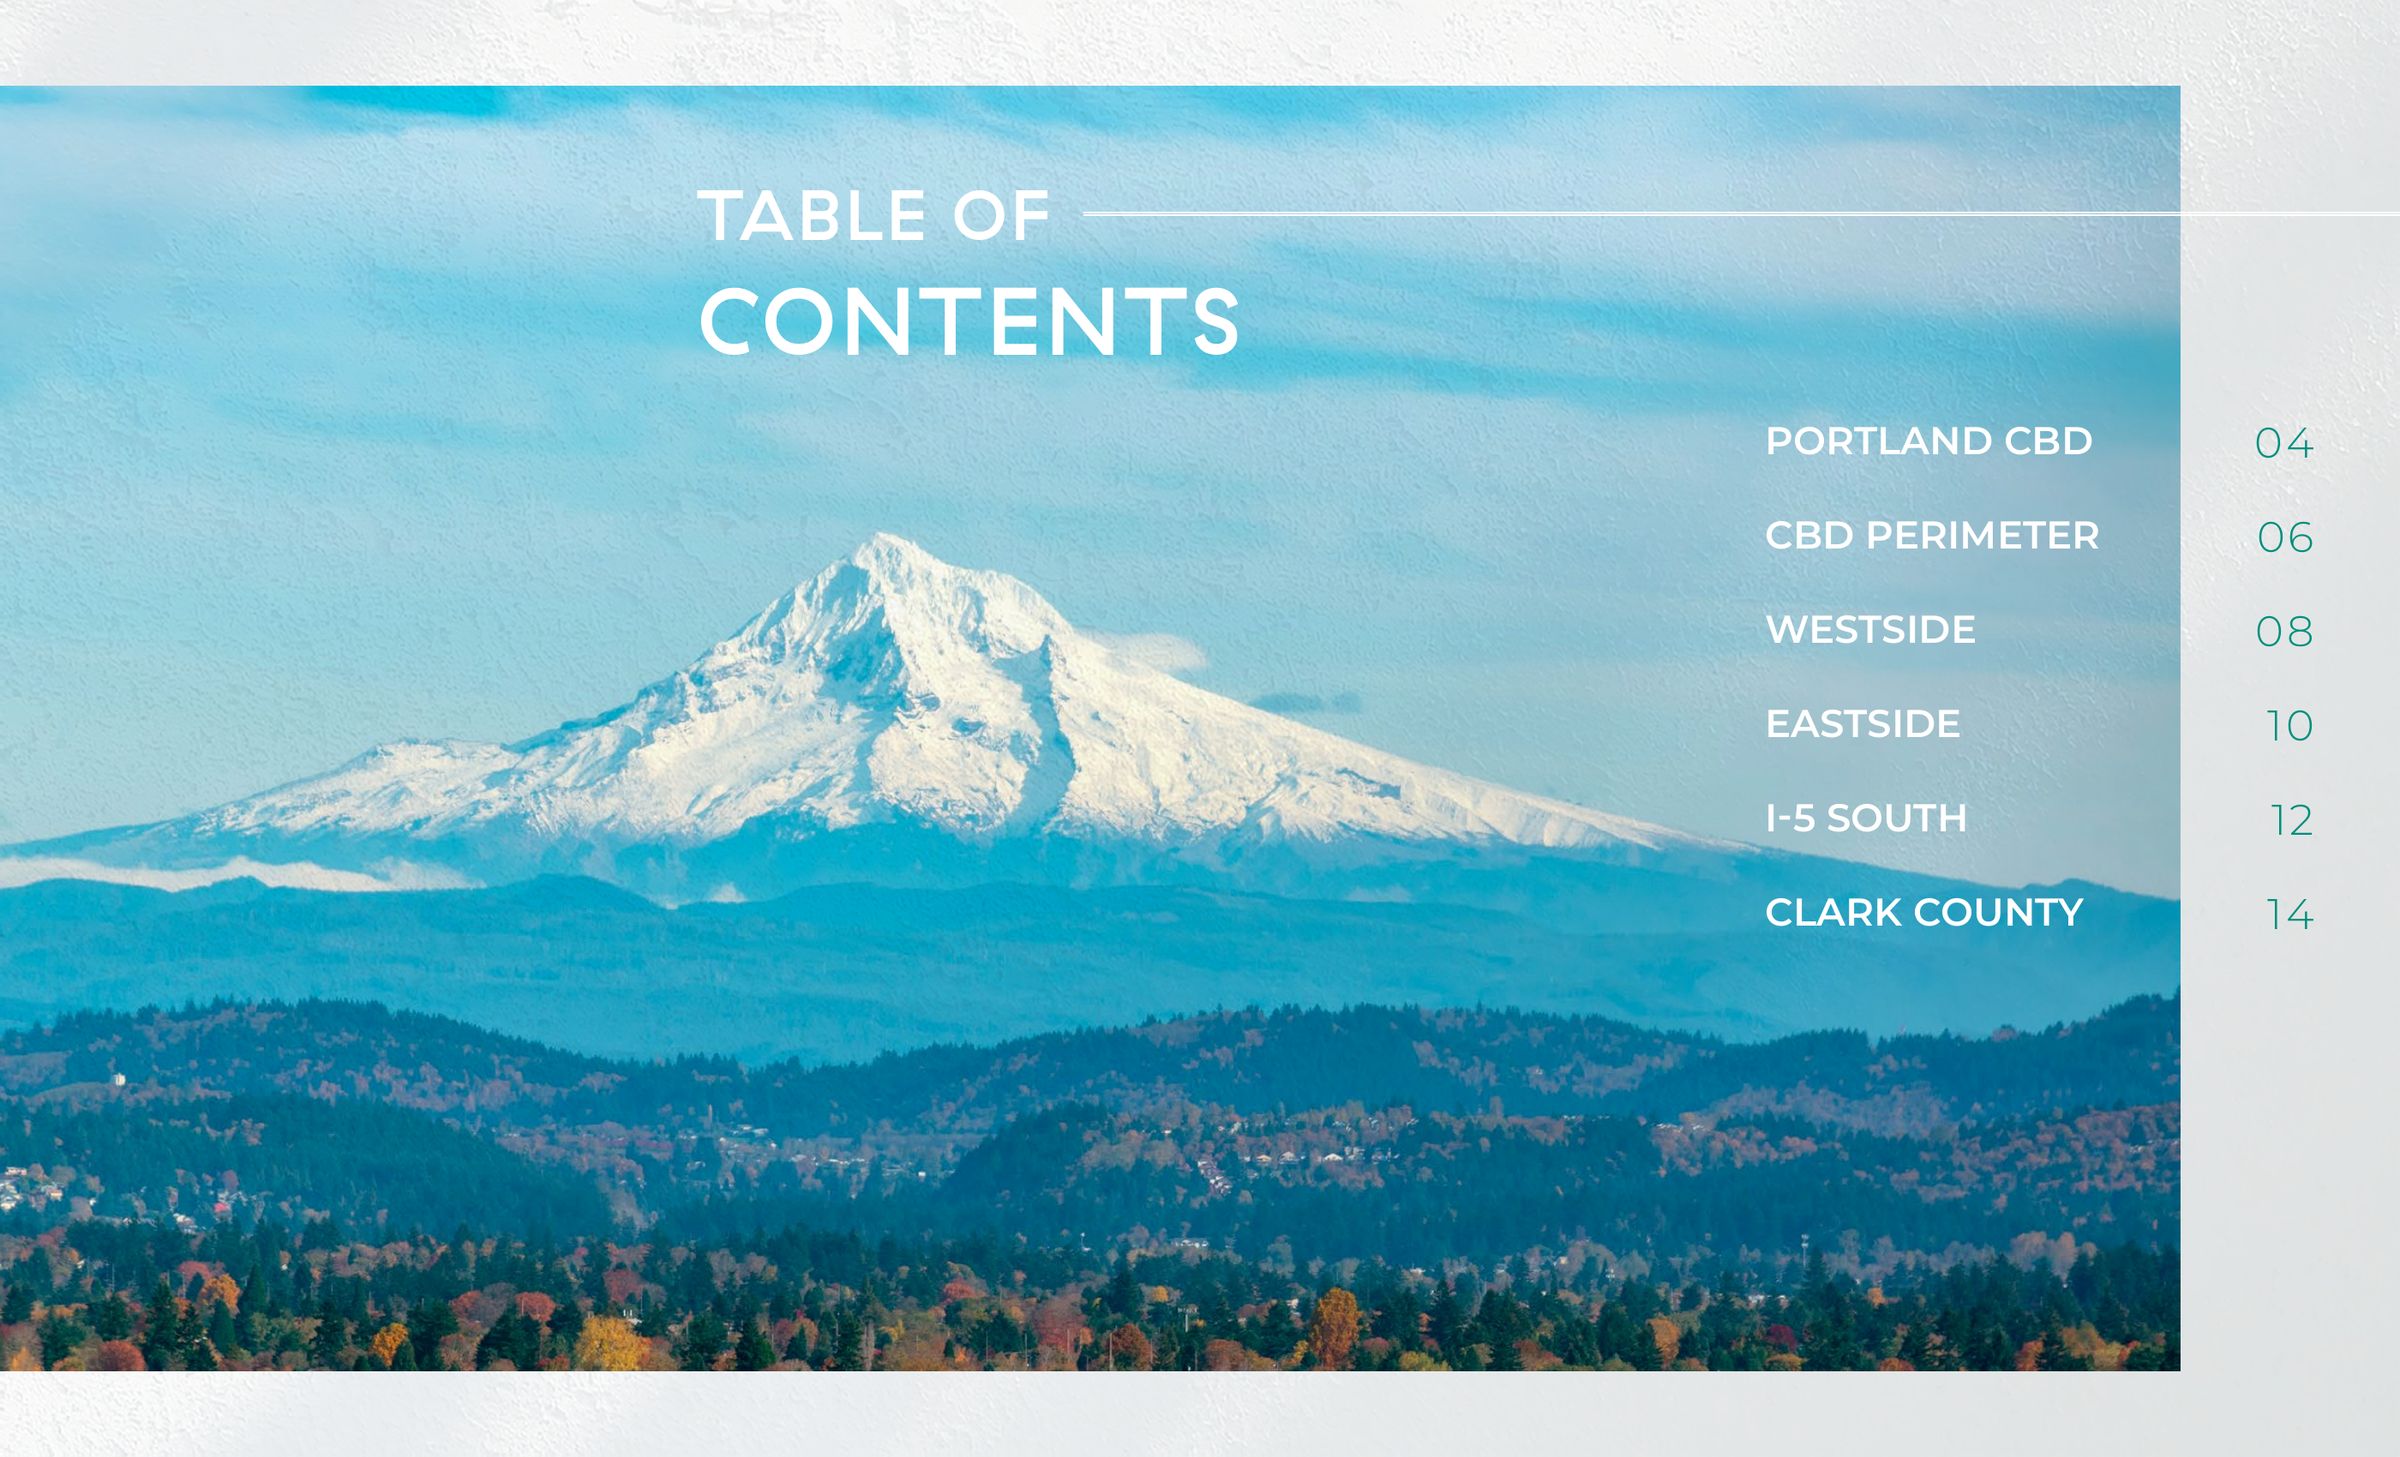 TABLE OF
CONTENTS
PORTLAND CBD 04
CBD PERIMETER 06
WESTSIDE 08
EASTSIDE 10
I-5 SOUTH 12
CLARK COUNTY 14